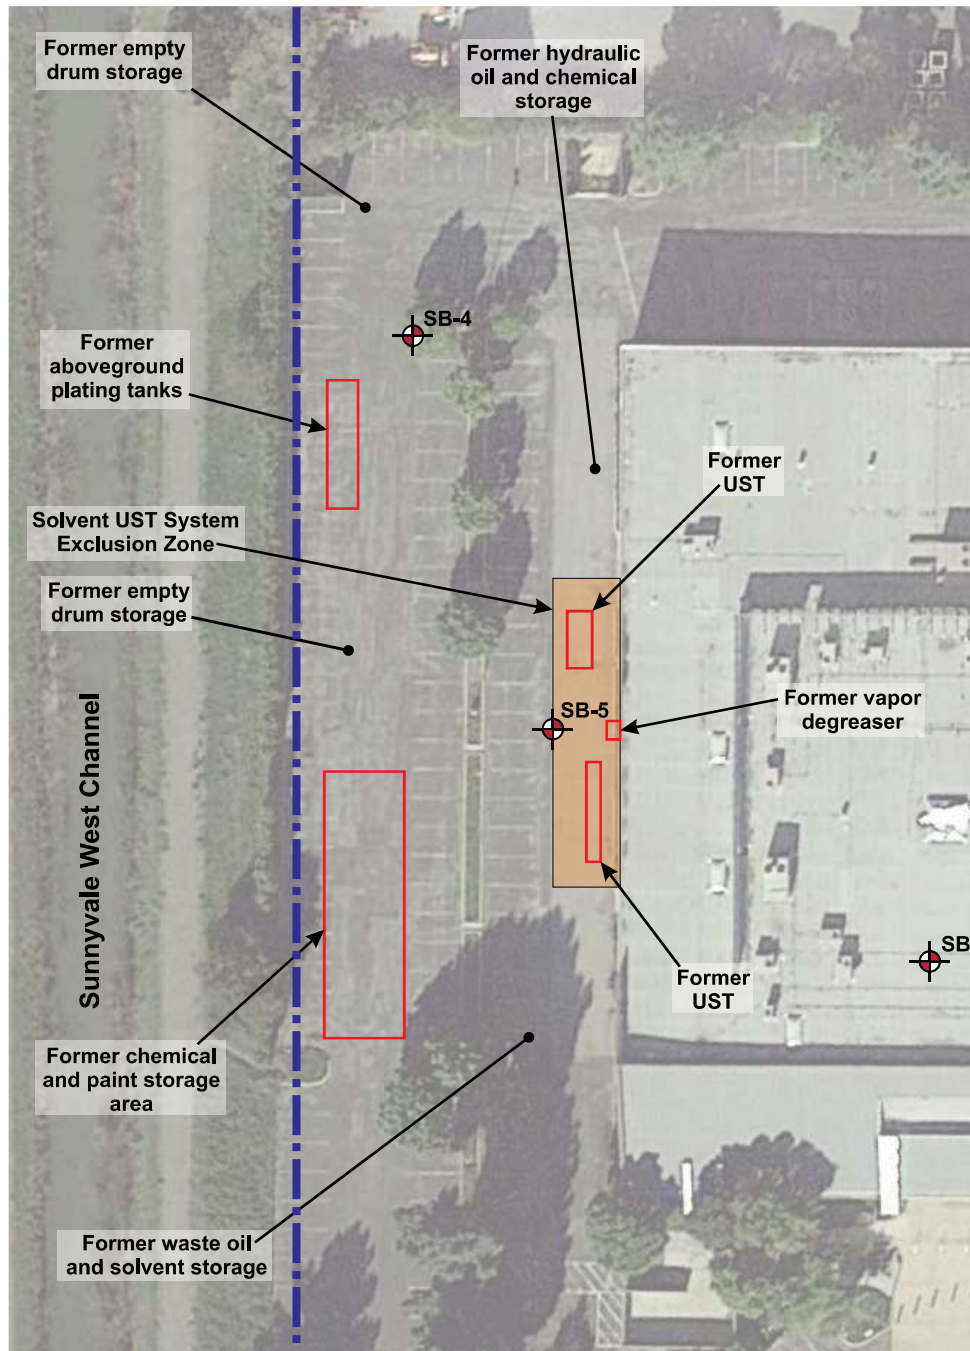 Former empty
drum storage
Former hydraulic
oil and chemical
storage
SB-4
Former
aboveground
plating tanks
Former
UST
Solvent UST System
Exclusion Zone
Former empty
drum storage
Former vapor
degreaser
SB-5
Sunnyvale West Channel
SB
Former
UST
Former chemical
and paint storage
area
Former waste oil
and solvent storage